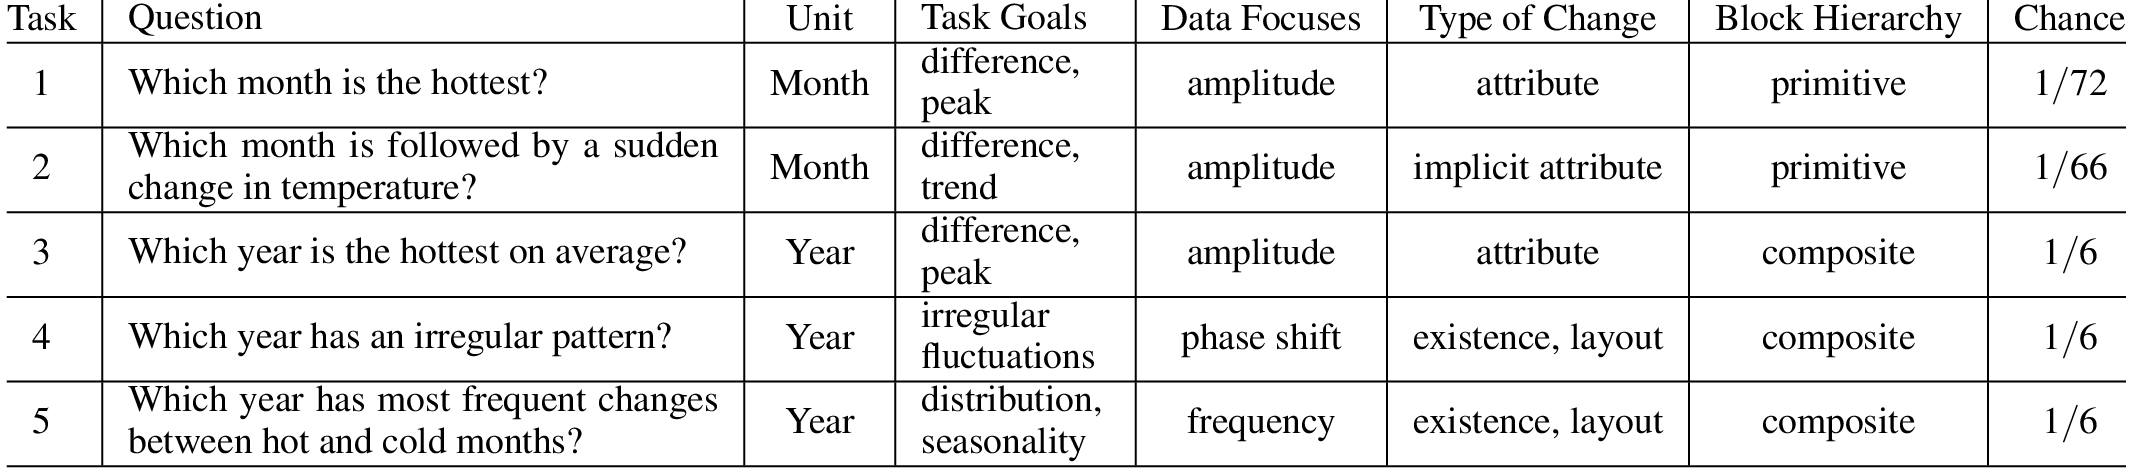 Task Question Unit Task Goals Data Focuses Type of Change Block Hierarchy Chance
1 Which month is the hottest? Month difference, peak amplitude attribute primitive 1/72
2 Which month is followed by a sudden change in temperature? Month difference, trend amplitude implicit attribute primitive 1/66
3 Which year is the hottest on average? Year difference, peak amplitude attribute composite 1/6
4 Which year has an irregular pattern? Year irregular fluctuations phase shift existence, layout composite 1/6
5 Which year has most frequent changes between hot and cold months? Year distribution, seasonality frequency existence, layout composite 1/6